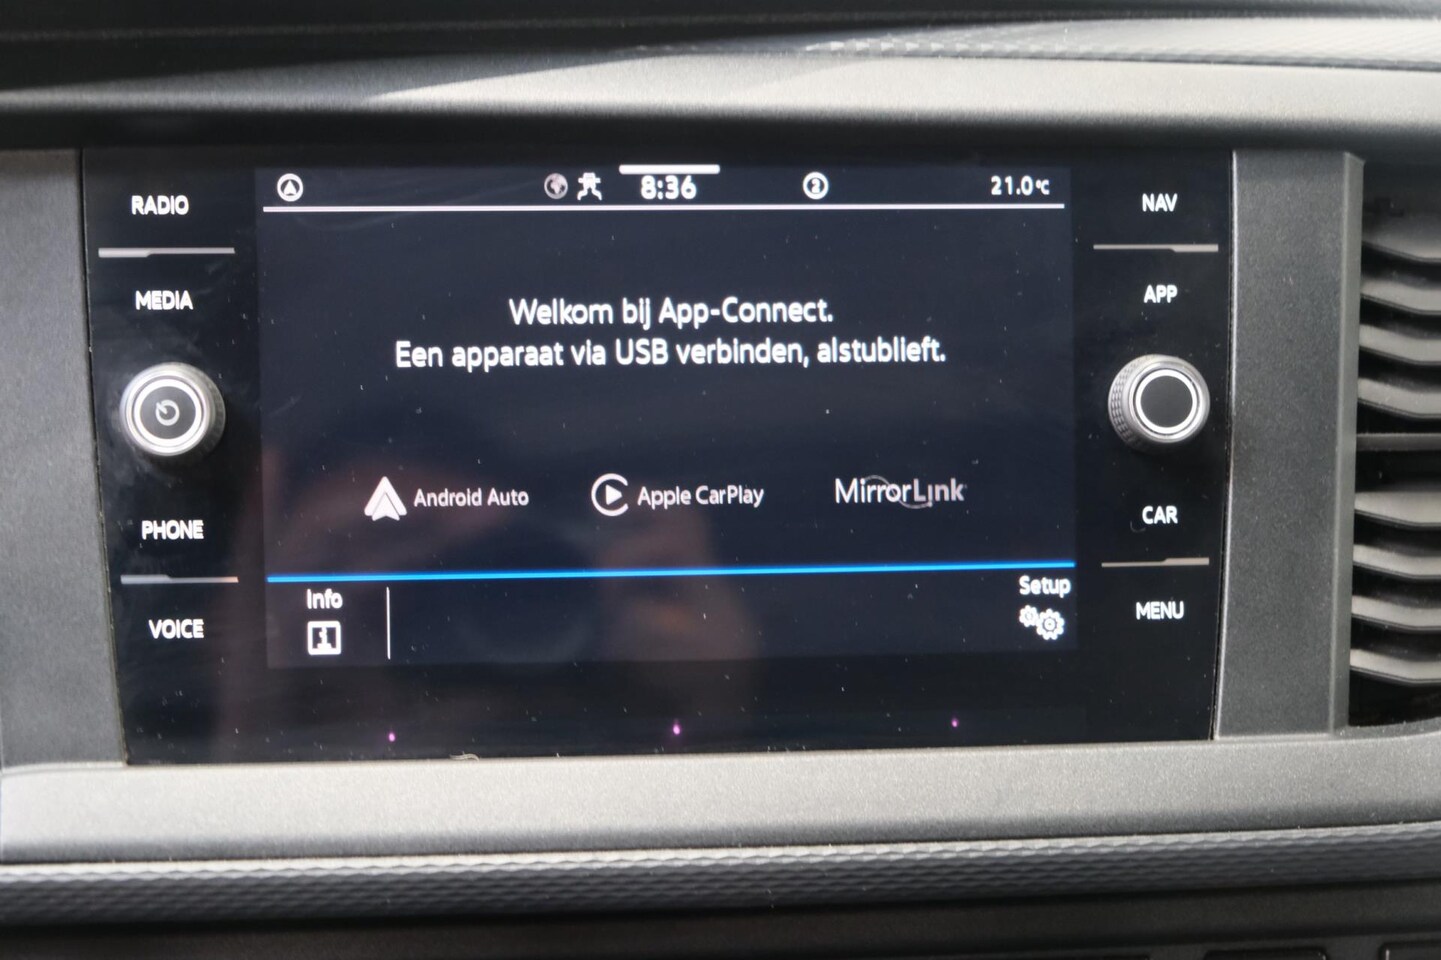 8:36
2
21.0°C
RADIO
MEDIA
PHONE
VOICE
Welkom bij App-Connect.
Een apparaat via USB verbinden, alstublieft.
Android Auto
Apple CarPlay
MirrorLink
Info
Setup
NAV
APP
CAR
MENU